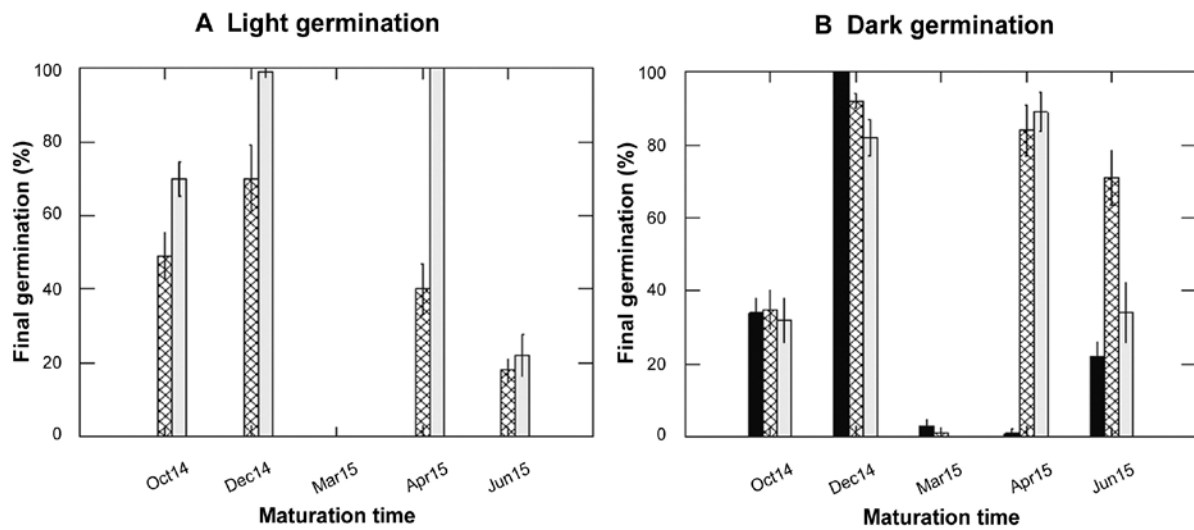 A Light germination
100
80
60
40
20
0
Final germination (%)
Oct14
Dec14
Mar15
Apr15
Jun15
Maturation time
B Dark germination
100
80
60
40
20
0
Final germination (%)
Oct14
Dec14
Mar15
Apr15
Jun15
Maturation time